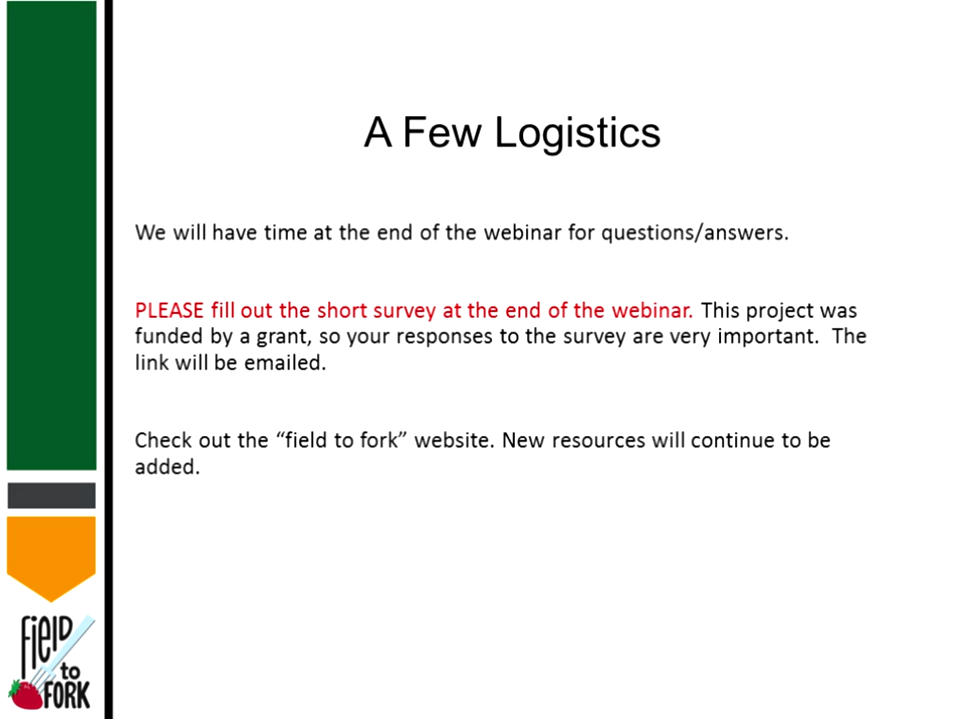 A Few Logistics
We will have time at the end of the webinar for questions/answers.
PLEASE fill out the short survey at the end of the webinar. This project was
funded by a grant, so your responses to the survey are very important.  The
link will be emailed.
Check out the “field to fork” website. New resources will continue to be
added.
FiELD
to
FORK